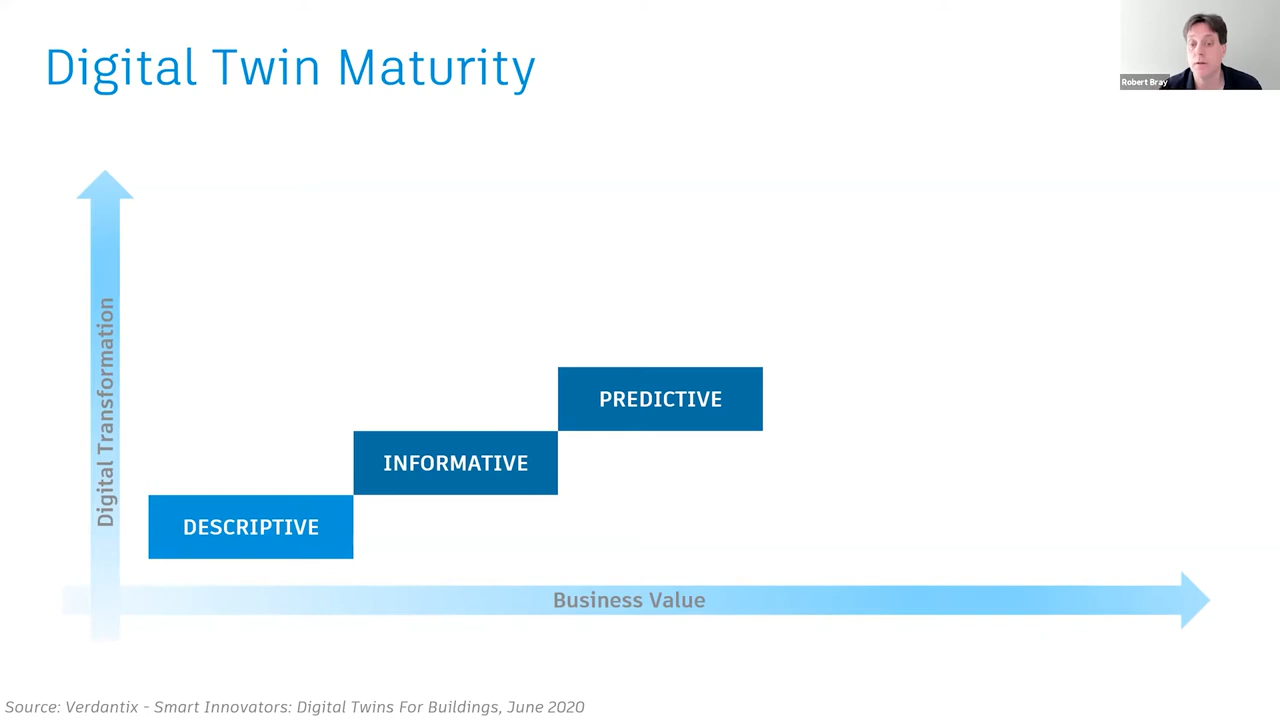 Digital Twin Maturity
Robert Bray
Digital Transformation
PREDICTIVE
INFORMATIVE
DESCRIPTIVE
Business Value
Source: Verdantix - Smart Innovators: Digital Twins For Buildings, June 2020